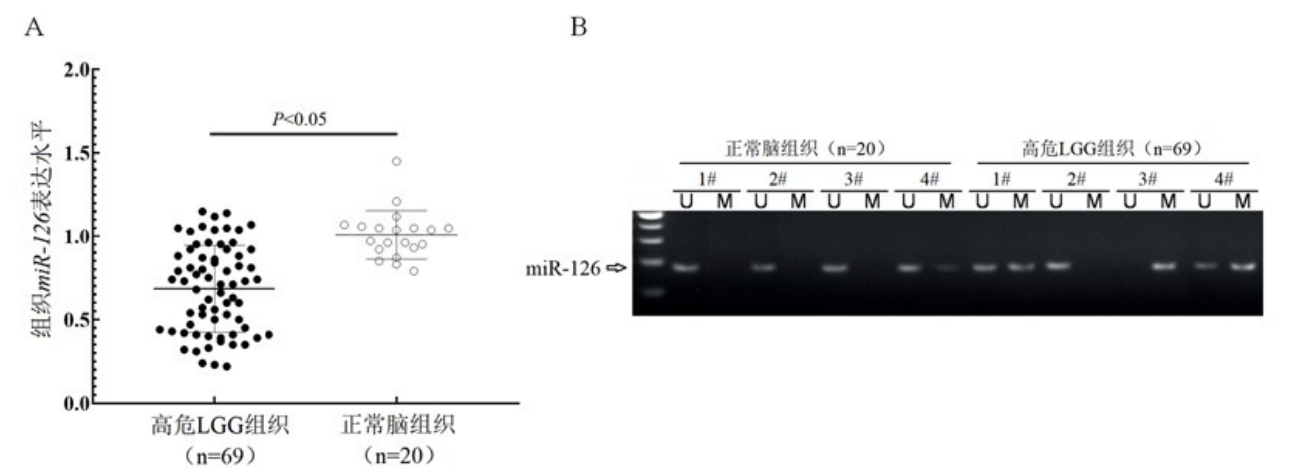 A
2.0
1.5
1.0
0.5
0.0
组织miR-126表达水平
P<0.05
高危LGG组织
（n=69）
正常脑组织
（n=20）
B
正常脑组织（n=20） 高危LGG组织（n=69）
1# 2# 3# 4# 1# 2# 3# 4#
U M U M U M U M U M U M U M U M
miR-126